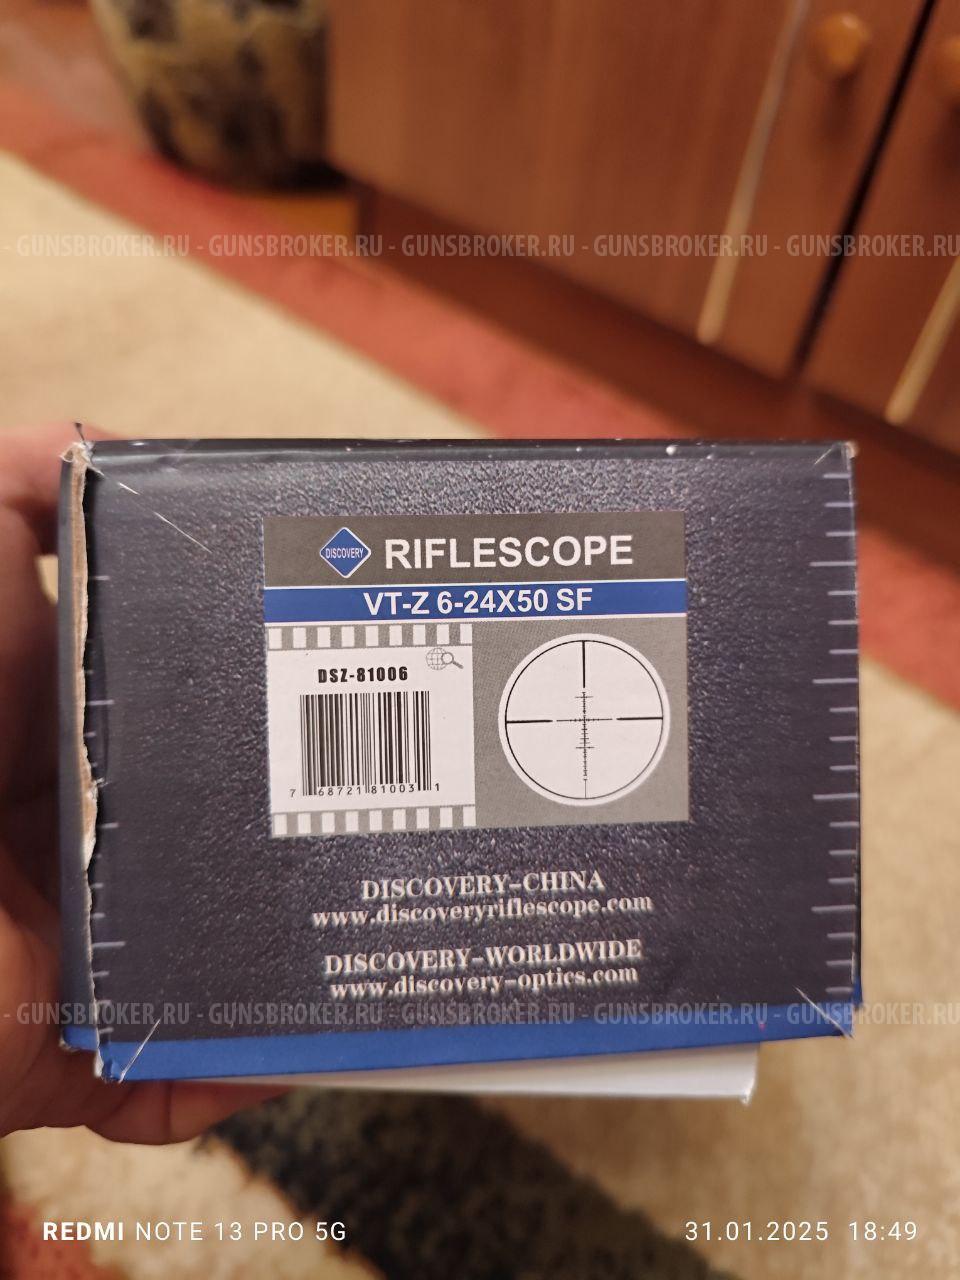 - GUNSBROKER.RU - GUNSBROKER.RU - GUNSBROKER.RU - GUNSBROKER.RU - GUNSBROKER.RU
DISCOVERY
RIFLESCOPE
VT-Z 6-24X50 SF
DSZ-81006
7 68721 81003 1
DISCOVERY-CHINA
www.discoveryriflescope.com
DISCOVERY-WORLDWIDE
www.discovery-optics.com
- GUNSBROKER.RU - GUNSBROKER.RU - GUNSBROKER.RU - GUNSBROKER.RU - GUNSBROKER.RU
REDMI NOTE 13 PRO 5G
31.01.2025 18:49